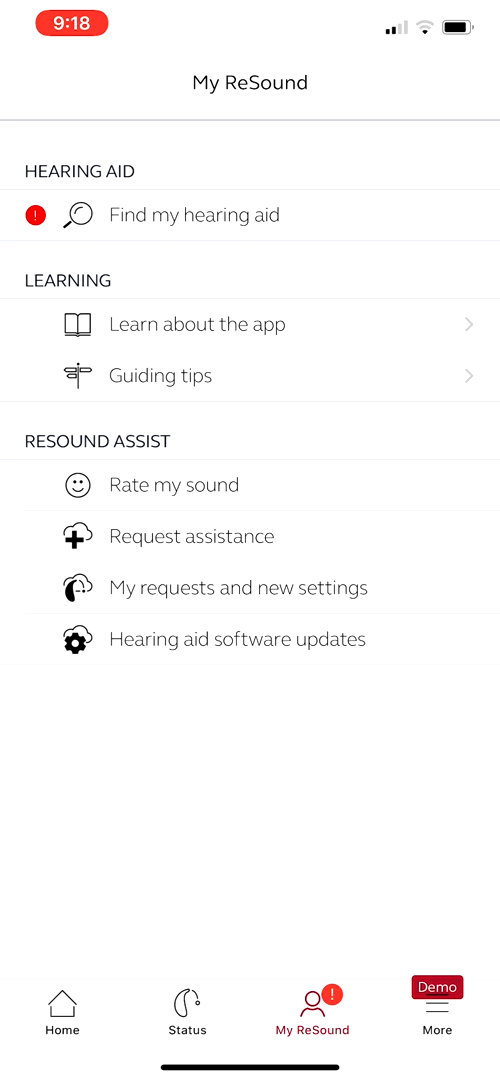 9:18
My ReSound
HEARING AID
! Find my hearing aid
LEARNING
Learn about the app
Guiding tips
RESOUND ASSIST
Rate my sound
Request assistance
My requests and new settings
Hearing aid software updates
!
Demo
Home
Status
My ReSound
More